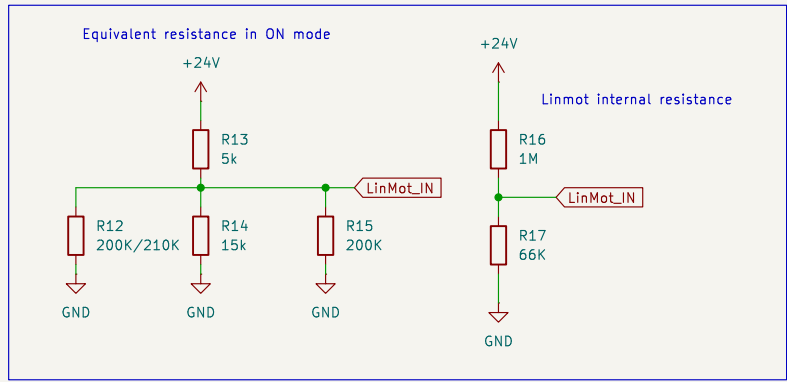 Equivalent resistance in ON mode
+24V
R13
5k
LinMot_IN
R12
200K/210K
R14
15k
R15
200K
GND
GND
GND
+24V
Linmot internal resistance
R16
1M
LinMot_IN
R17
66K
GND